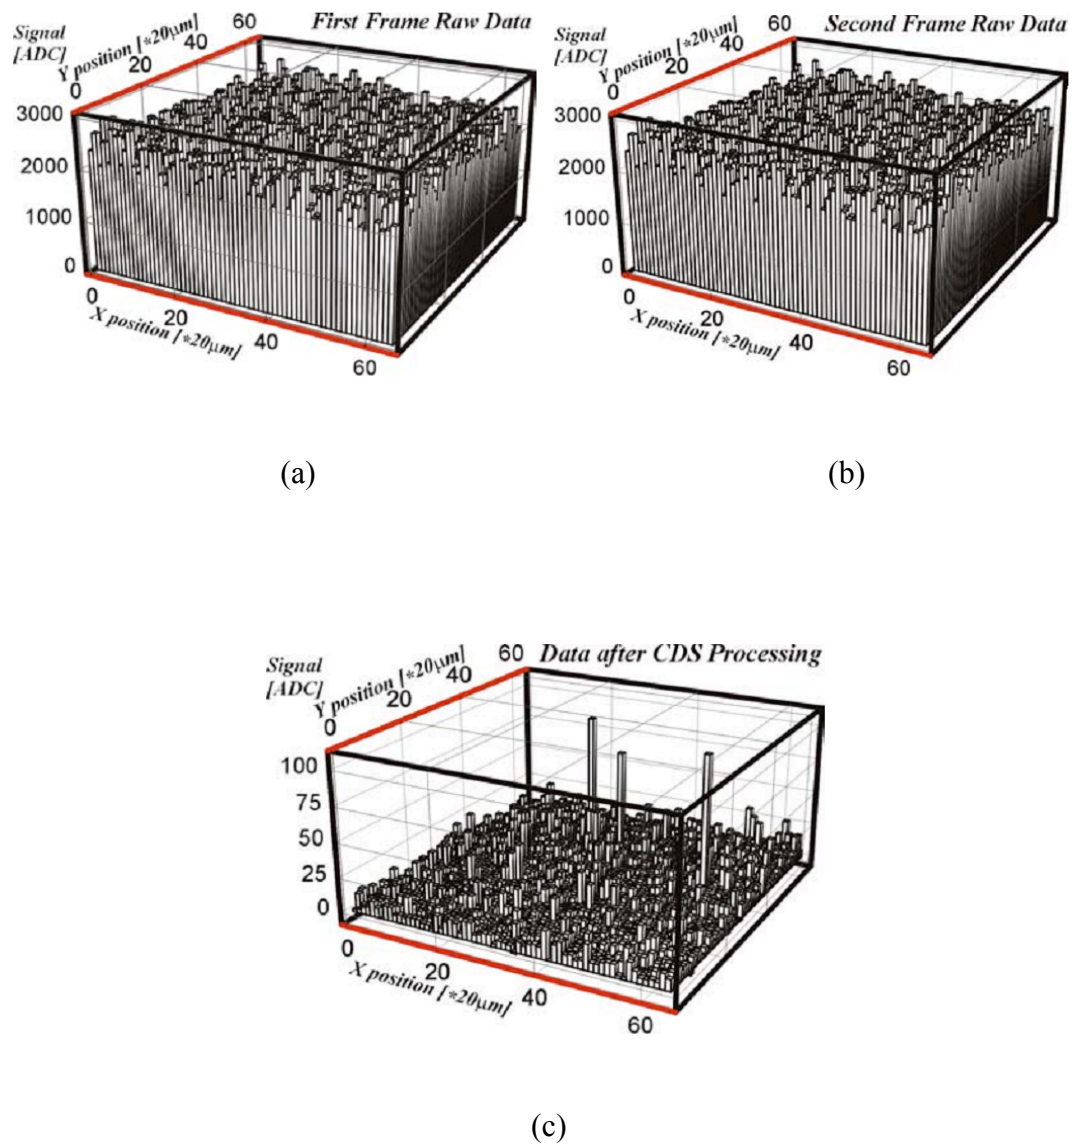 First Frame Raw Data
Signal
[ADC]
Y position [*20μm]
0
20
40
60
3000
2000
1000
0
0
20
40
60
X position [*20μm]
Second Frame Raw Data
Signal
[ADC]
Y position [*20μm]
0
20
40
60
3000
2000
1000
0
0
20
40
60
X position [*20μm]
(a)
(b)
Data after CDS Processing
Signal
[ADC]
Y position [*20μm]
0
20
40
60
100
75
50
25
0
0
20
40
60
X position [*20μm]
(c)